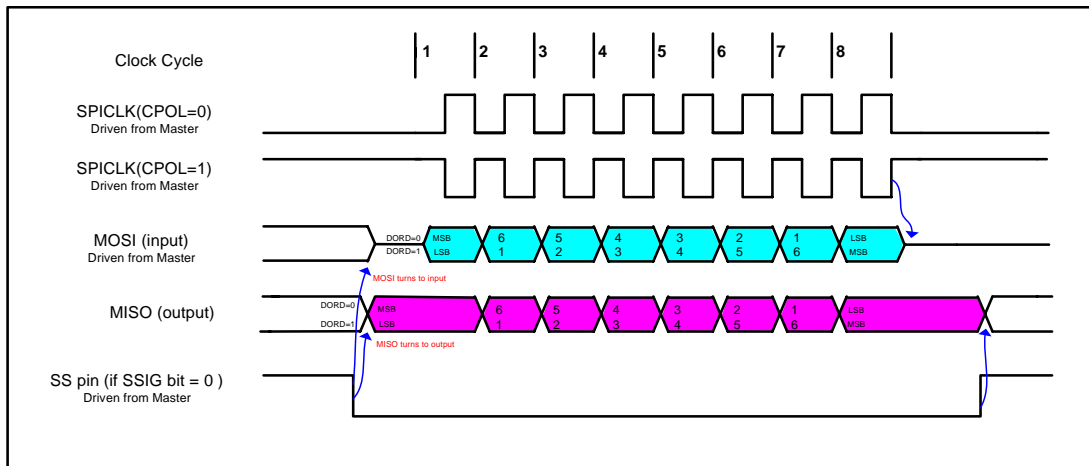 Clock Cycle
1 2 3 4 5 6 7 8
SPICLK(CPOL=0)
Driven from Master
SPICLK(CPOL=1)
Driven from Master
MOSI (input)
Driven from Master
DORD=0 MSB 6 5 4 3 2 1 LSB
DORD=1 LSB 1 2 3 4 5 6 MSB
MOSI turns to input
MISO (output)
DORD=0 MSB 6 5 4 3 2 1 LSB
DORD=1 LSB 1 2 3 4 5 6 MSB
MISO turns to output
SS pin (if SSIG bit = 0 )
Driven from Master